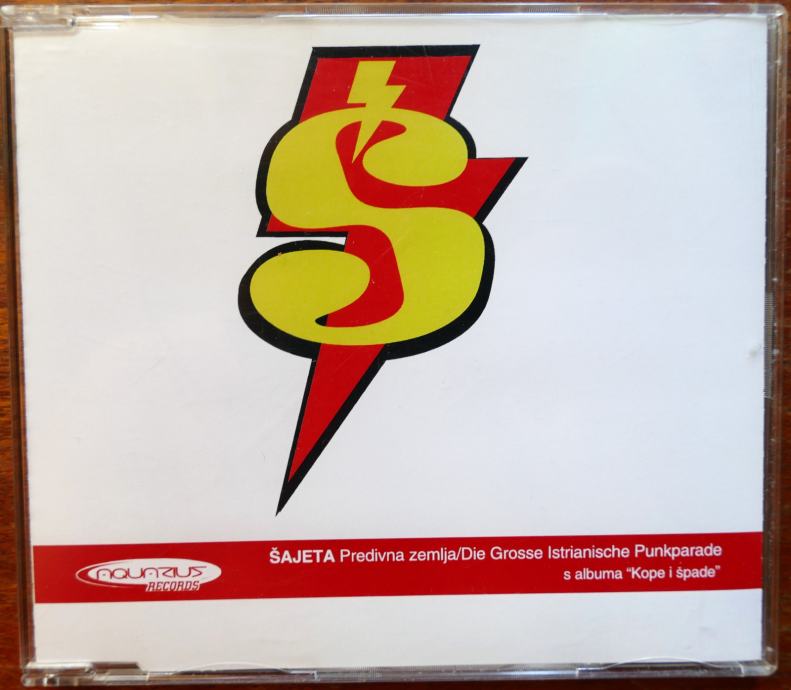 Š
ŠAJETA Predivna zemlja/Die Grosse Istrianische Punkparade
s albuma "Kope i špade"
AQUARIUS
RECORDS